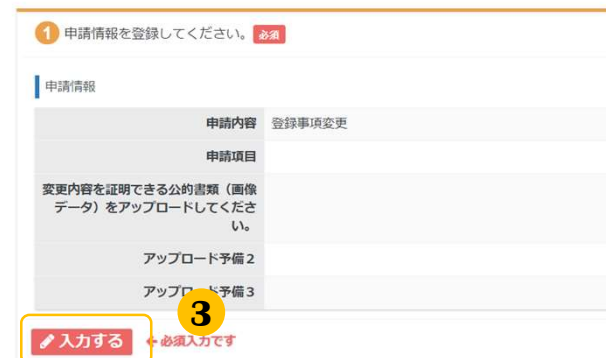 1 申請情報を登録してください。 必須
申請情報
申請内容 登録事項変更
申請項目
変更内容を証明できる公的書類（画像
データ）をアップロードしてくださ
い。
アップロード予備2
アップロード予備3
3
入力する ←必須入力です